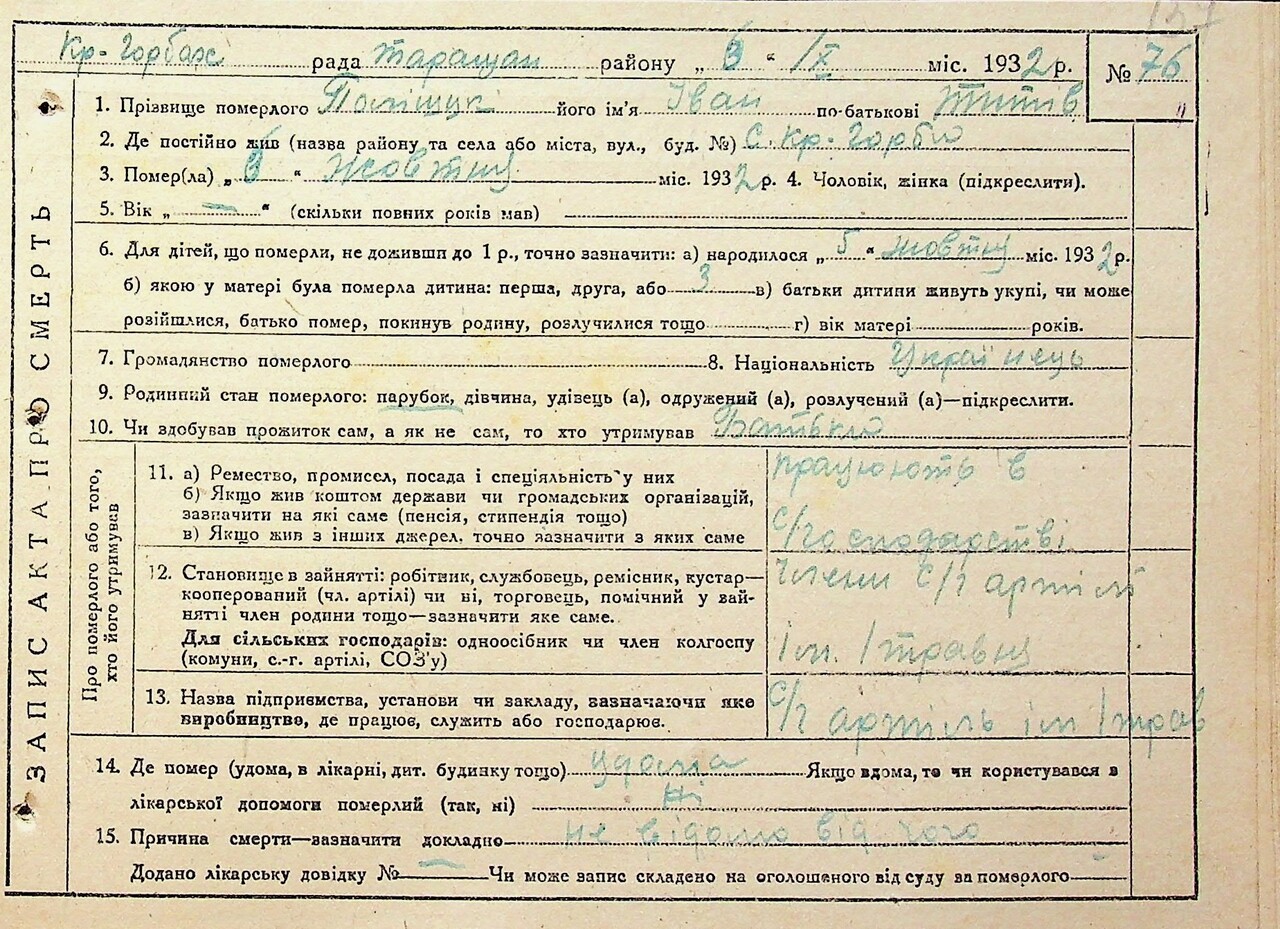 137
Кр-Горбах рада Таращан району „ 6 “ /X міс. 1932 р. № 76
1. Прізвище померлого Поліщук його ім'я Іван по-батькові Титів
2. Де постійно жив (назва району та села або міста, вул., буд. №) С. Кр-Горби
3. Помер(ла) „ 6 “ Жовтня міс. 1932 р. 4. Чоловік, жінка (підкреслити).
5. Вік „ — “ (скільки повних років мав)
6. Для дітей, що померли, не доживши до 1 р., точно зазначити: а) народилося „ 5 “ жовтня міс. 1932 р.
б) якою у матері була померла дитина: перша, друга, або 3 в) батьки дитини живуть укупі, чи може
розійшлися, батько помер, покинув родину, розлучилися тощо г) вік матері років.
7. Громадянство померлого 8. Національність Українець
9. Родинний стан померлого: парубок, дівчина, удівець (а), одружений (а), розлучений (а)—підкреслити.
10. Чи здобував прожиток сам, а як не сам, то хто утримував Батьки
ЗАПИС АКТА ПРО СМЕРТЬ
Про померлого або того,
хто його утримував
11. а) Ремество, промисел, посада і спеціяльність у них
б) Якщо жив коштом держави чи громадських організацій,
зазначити на які саме (пенсія, стипендія тощо)
в) Якщо жив з інших джерел, точно зазначити з яких саме
працюють в
с/господарстві
12. Становище в зайнятті: робітник, службовець, ремісник, кустар—
кооперований (чл. артілі) чи ні, торговець, помічний у зай-
нятті член родини тощо—зазначити яке саме.
Для сільських господарів: одноосібник чи член колгоспу
(комуни, с.-г. артілі, СОЗ'у)
члени с/г артілі
ім. 1 травня
13. Назва підприємства, установи чи закладу, зазначаючи яке
виробництво, де працює, служить або господарює.
с/г артіль ім 1 трав
14. Де помер (удома, в лікарні, дит. будинку тощо) удома Якщо вдома, то чи користувався з
лікарської допомоги померлий (так, ні) Ні
15. Причина смерти—зазначити докладно не відомо від чого
Додано лікарську довідку № — Чи може запис складено на оголошеного від суду за померлого —